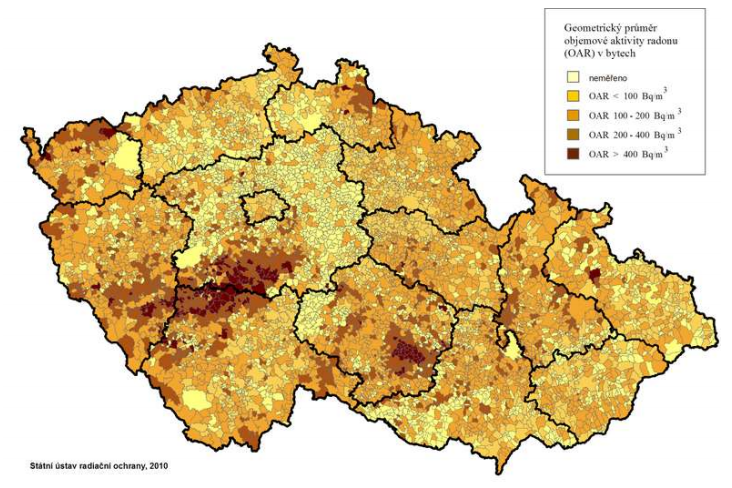 Geometrický průměr
objemové aktivity radonu
(OAR) v bytech
neměřeno
OAR < 100 Bq/m³
OAR 100 - 200 Bq/m³
OAR 200 - 400 Bq/m³
OAR > 400 Bq/m³
Státní ústav radiační ochrany, 2010